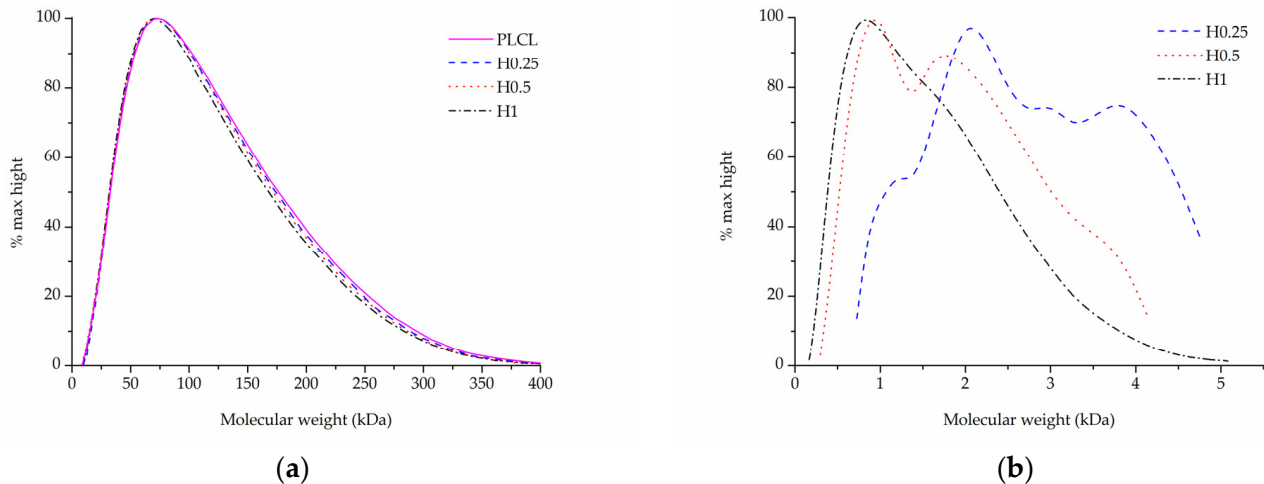 100
80
60
40
20
0
% max hight
PLCL
H0.25
H0.5
H1
0 50 100 150 200 250 300 350 400
Molecular weight (kDa)
(a)
100
80
60
40
20
0
% max hight
H0.25
H0.5
H1
0 1 2 3 4 5
Molecular weight (kDa)
(b)